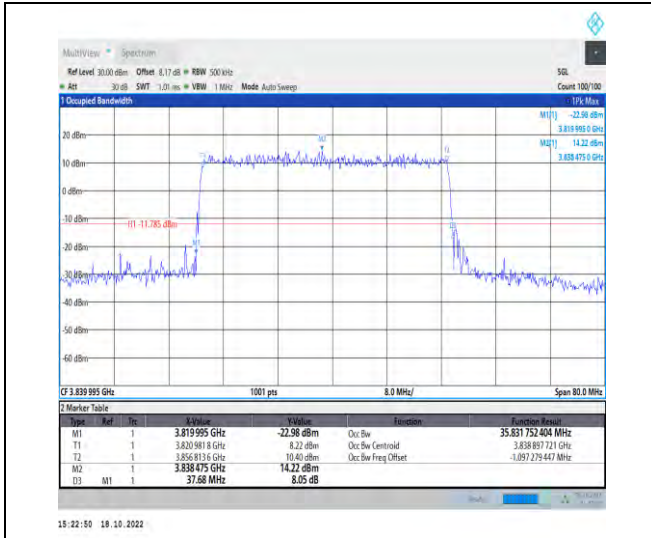 MultiView Spectrum
Ref Level 30.00 dBm Offset 8.17 dB RBW 500 kHz SGL
Att 30 dB SWT 1.01 ms VBW 1 MHz Mode Auto Sweep Count 100/100
1 Occupied Bandwidth 1Pk Max
M1[1] -22.98 dBm
3.819 995 0 GHz
M2[1] 14.22 dBm
3.838 475 0 GHz
20 dBm
M2
T1
T2
10 dBm
0 dBm
-10 dBm
H1 -11.785 dBm
D3
-20 dBm
M1
-30 dBm
-40 dBm
-50 dBm
-60 dBm
CF 3.839 995 GHz 1001 pts 8.0 MHz/ Span 80.0 MHz
2 Marker Table
Type Ref Trc X-Value Y-Value Function Function Result
M1 1 3.819 995 GHz -22.98 dBm Occ Bw 35.831 752 404 MHz
T1 1 3.820 981 8 GHz 8.22 dBm Occ Bw Centroid 3.838 897 721 GHz
T2 1 3.856 813 6 GHz 10.40 dBm Occ Bw Freq Offset -1.097 279 447 MHz
M2 1 3.838 475 GHz 14.22 dBm
D3 M1 1 37.68 MHz 8.05 dB
15:22:50 18.10.2022